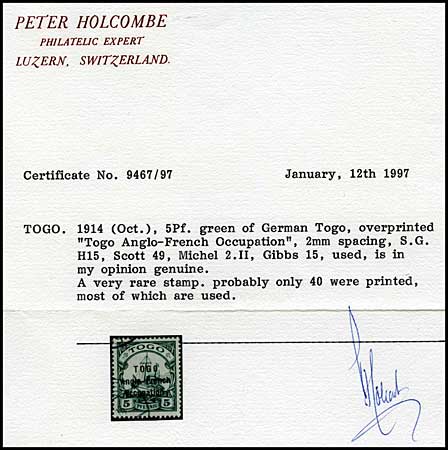 PETER HOLCOMBE
PHILATELIC EXPERT
LUZERN, SWITZERLAND.
Certificate No. 9467/97 January, 12th 1997
TOGO. 1914 (Oct.), 5Pf. green of German Togo, overprinted
"Togo Anglo-French Occupation", 2mm spacing, S.G.
H15, Scott 49, Michel 2.II, Gibbs 15, used, is in
my opinion genuine.
A very rare stamp. probably only 40 were printed,
most of which are used.
TOGO
TOGO
Anglo-French
Occupation
5 5